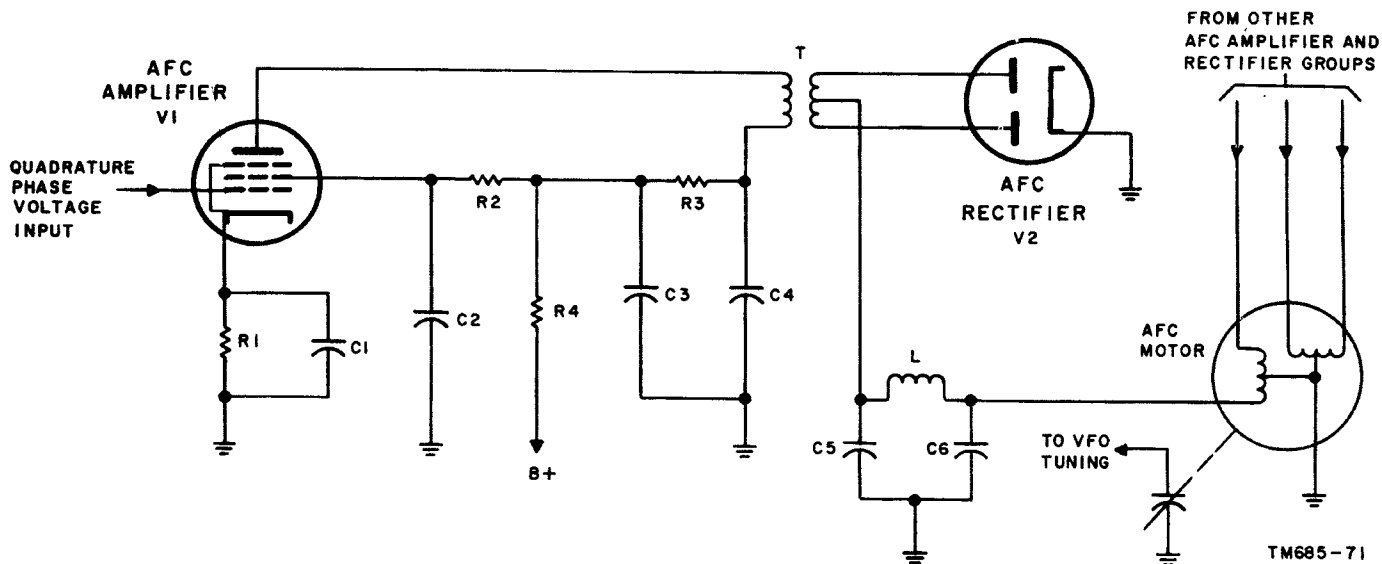 AFC
AMPLIFIER
V1
QUADRATURE
PHASE
VOLTAGE
INPUT
R1
C1
C2
R2
R4
B+
R3
C3
C4
T
AFC
RECTIFIER
V2
FROM OTHER
AFC AMPLIFIER AND
RECTIFIER GROUPS
AFC
MOTOR
L
C5
C6
TO VFO
TUNING
TM685-71